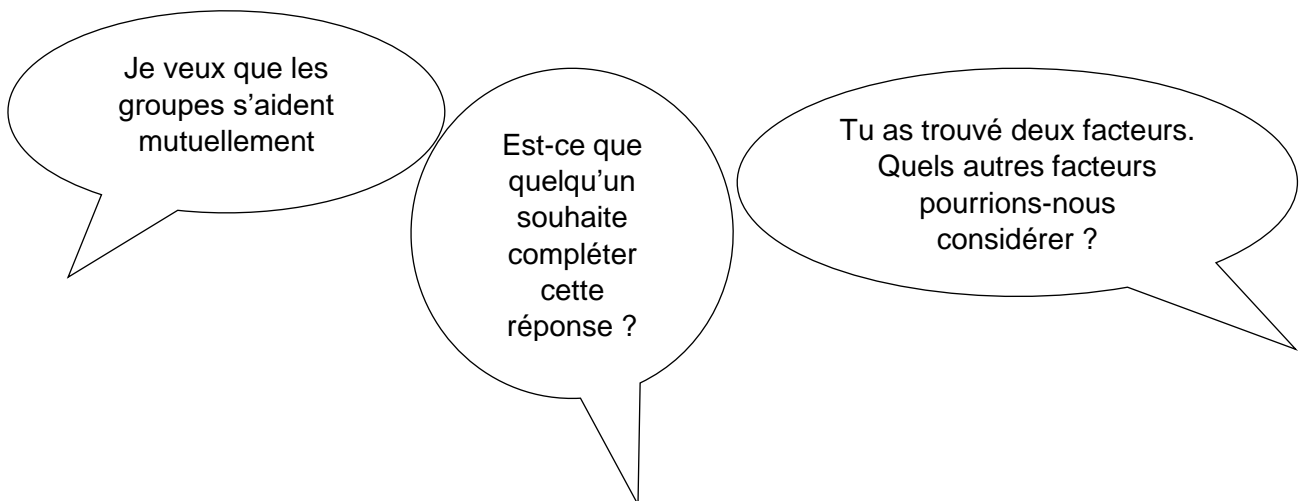 Je veux que les
groupes s’aident
mutuellement
Est-ce que
quelqu’un
souhaite
compléter
cette
réponse ?
Tu as trouvé deux facteurs.
Quels autres facteurs
pourrions-nous
considérer ?